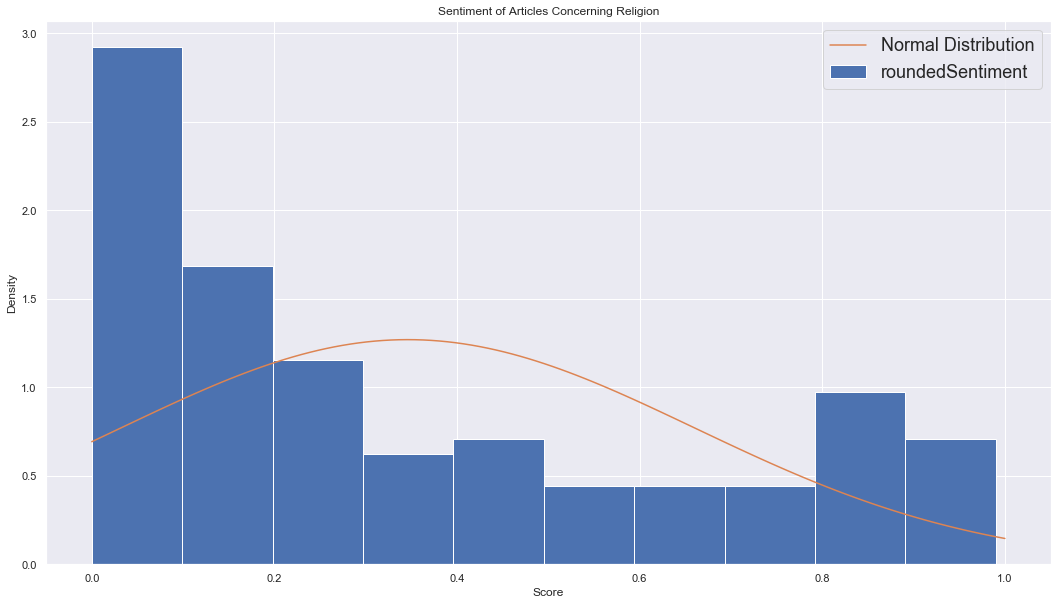 Sentiment of Articles Concerning Religion
Normal Distribution
roundedSentiment
3.0
2.5
2.0
1.5
1.0
0.5
0.0
Density
0.0 0.2 0.4 0.6 0.8 1.0
Score